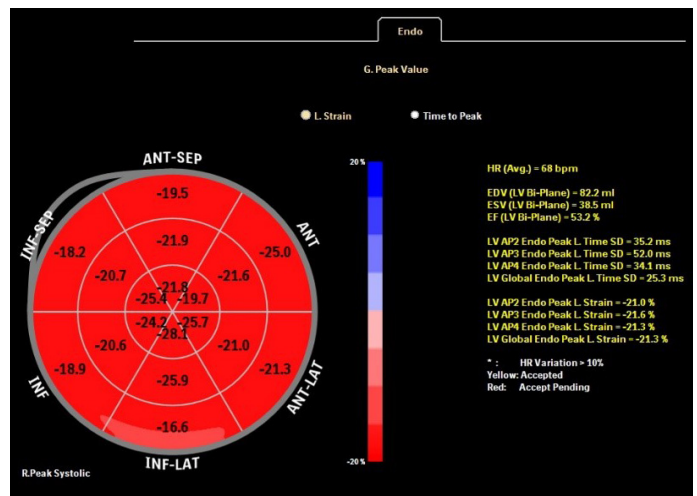 Endo
G. Peak Value
L. Strain
Time to Peak
ANT-SEP
20 %
HR (Avg.) = 68 bpm
-19.5
EDV (LV Bi-Plane) = 82.2 ml
ESV (LV Bi-Plane) = 38.5 ml
EF (LV Bi-Plane) = 53.2 %
INF-SEP
ANT
-18.2
-21.9
-25.0
LV AP2 Endo Peak L. Time SD = 35.2 ms
LV AP3 Endo Peak L. Time SD = 52.0 ms
LV AP4 Endo Peak L. Time SD = 34.1 ms
LV Global Endo Peak L. Time SD = 25.3 ms
-20.7
-21.6
-21.8
-25.4
-19.7
LV AP2 Endo Peak L. Strain = -21.0 %
LV AP3 Endo Peak L. Strain = -21.6 %
LV AP4 Endo Peak L. Strain = -21.3 %
LV Global Endo Peak L. Strain = -21.3 %
-24.2
-25.7
-28.1
-20.6
-21.0
-18.9
-21.3
* : HR Variation > 10%
Yellow: Accepted
Red: Accept Pending
INF
ANT-LAT
-25.9
-16.6
INF-LAT
-20 %
R.Peak Systolic